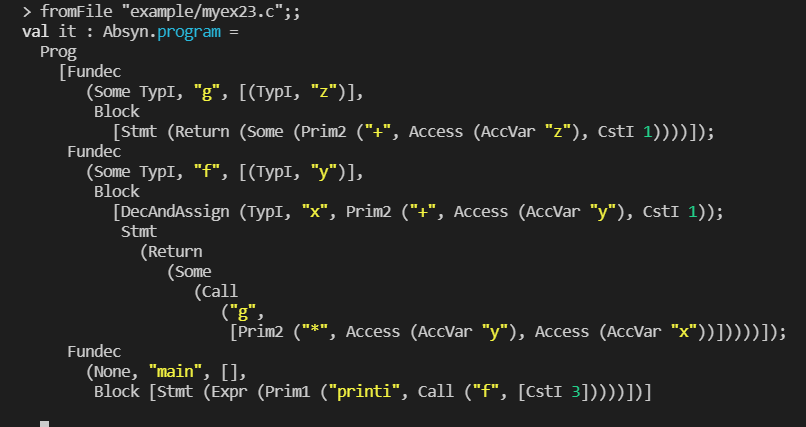 > fromFile "example/myex23.c";;
val it : Absyn.program =
  Prog
    [Fundec
       (Some TypI, "g", [(TypI, "z")],
        Block
          [Stmt (Return (Some (Prim2 ("+", Access (AccVar "z"), CstI 1))))]);
     Fundec
       (Some TypI, "f", [(TypI, "y")],
        Block
          [DecAndAssign (TypI, "x", Prim2 ("+", Access (AccVar "y"), CstI 1));
           Stmt
             (Return
                (Some
                   (Call
                      ("g",
                       [Prim2 ("*", Access (AccVar "y"), Access (AccVar "x"))]))))]);
     Fundec
       (None, "main", [],
        Block [Stmt (Expr (Prim1 ("printi", Call ("f", [CstI 3]))))])]